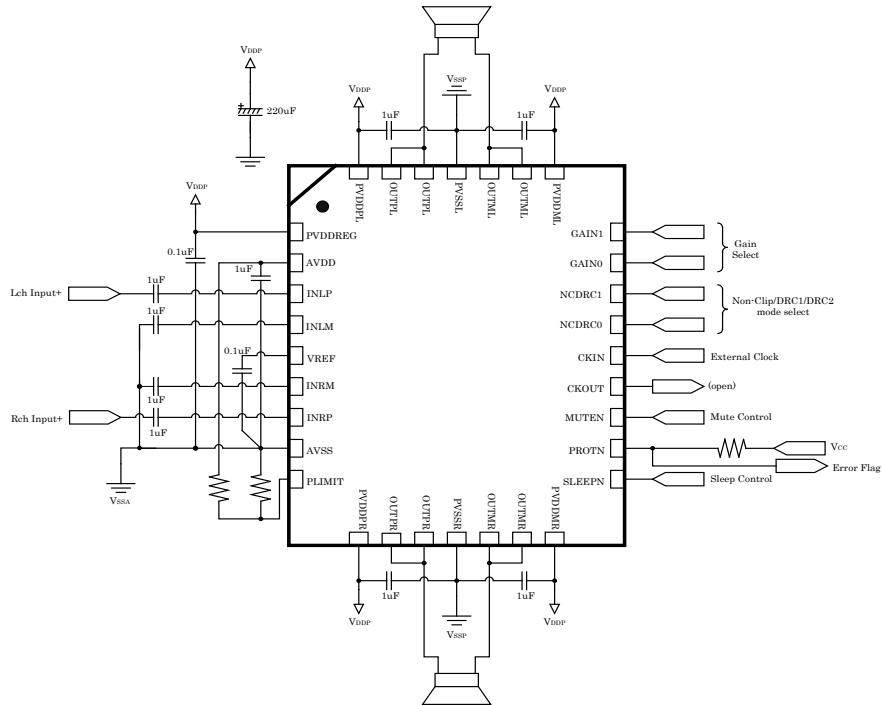 VDDP
220uF
VDDP
VSSP
VDDP
1uF
1uF
PVDDPL
OUTPL
OUTPL
PVSSL
OUTML
OUTML
PVDDML
VDDP
0.1uF
1uF
PVDDREG
AVDD
Lch Input+
1uF
INLP
1uF
INLM
0.1uF
VREF
1uF
INRM
Rch Input+
1uF
INRP
AVSS
VSSA
PLIMIT
GAIN1
GAIN0
Gain
Select
NCDRC1
NCDRC0
Non-Clip/DRC1/DRC2
mode select
CKIN
External Clock
CKOUT
(open)
MUTEN
Mute Control
PROTN
Vcc
Error Flag
SLEEPN
Sleep Control
PVDDPR
OUTPR
OUTPR
PVSSR
OUTMR
OUTMR
PVDDMR
1uF
1uF
VDDP
VSSP
VDDP